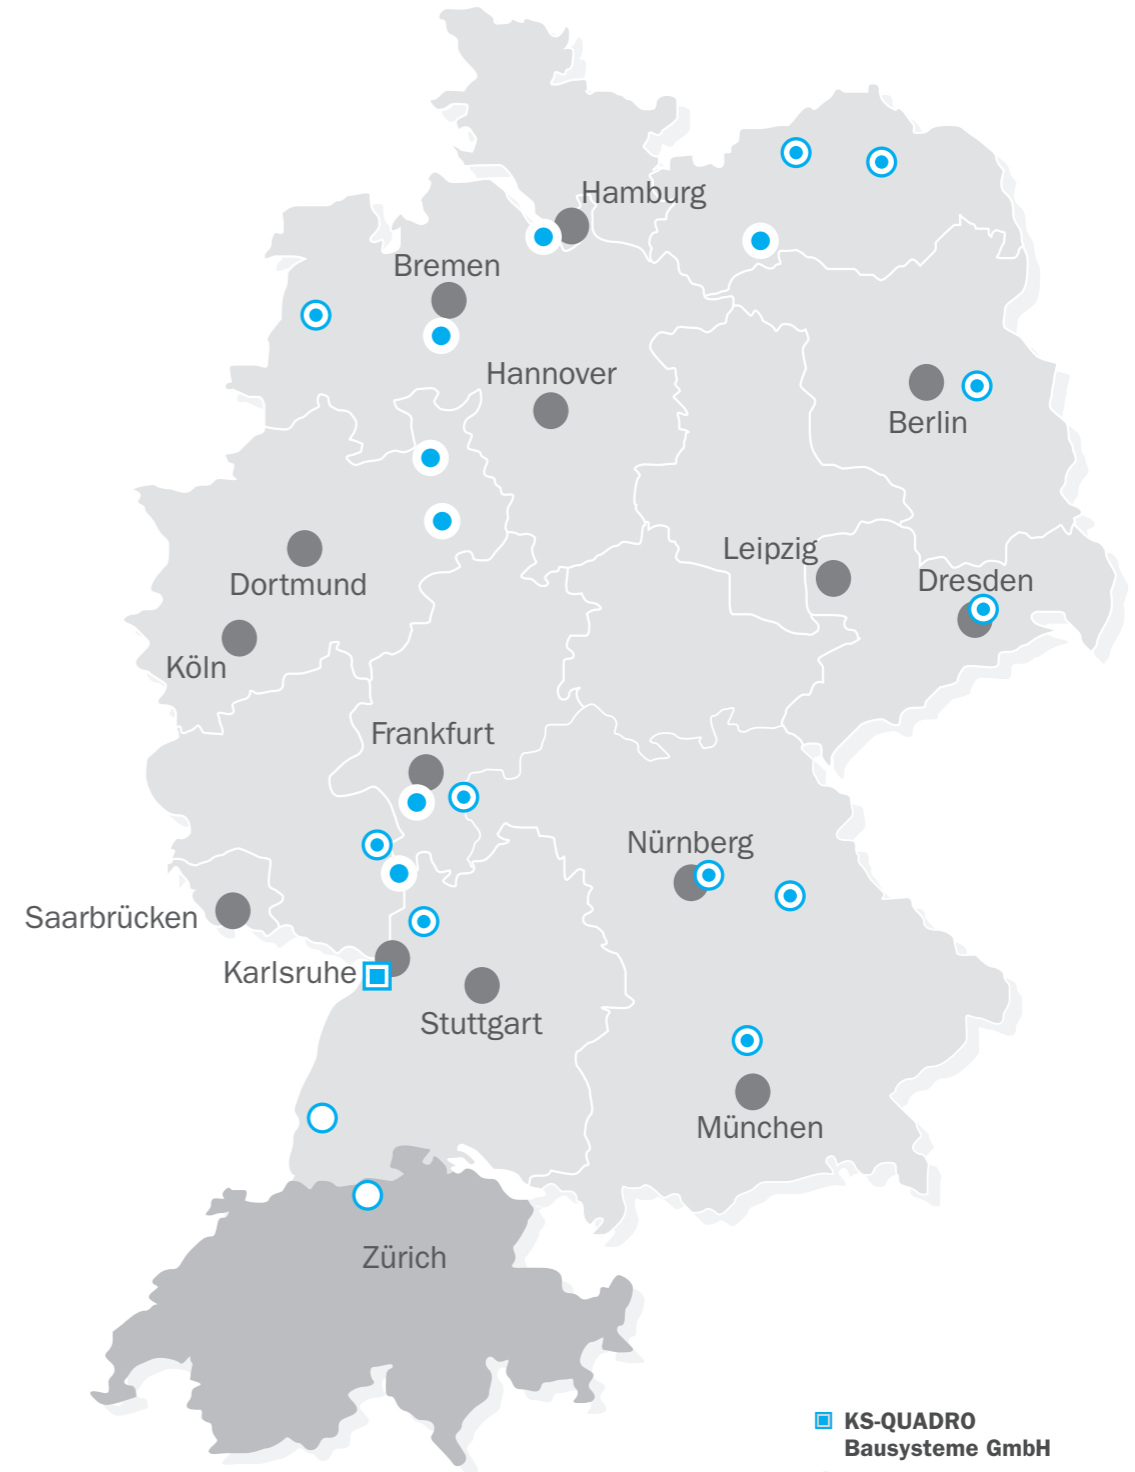 Hamburg
Bremen
Hannover
Berlin
Leipzig
Dortmund
Dresden
Köln
Frankfurt
Nürnberg
Saarbrücken
Karlsruhe
Stuttgart
München
Zürich
KS-QUADRO
Bausysteme GmbH